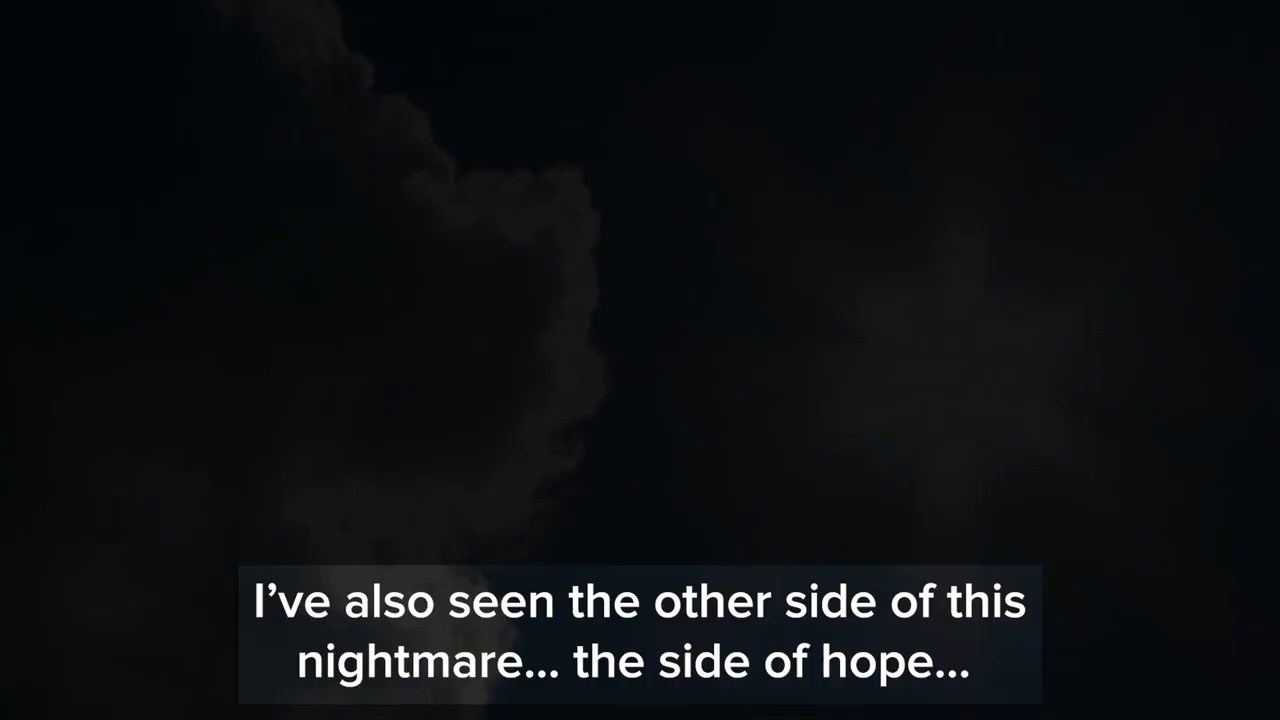 I’ve also seen the other side of this
nightmare... the side of hope...